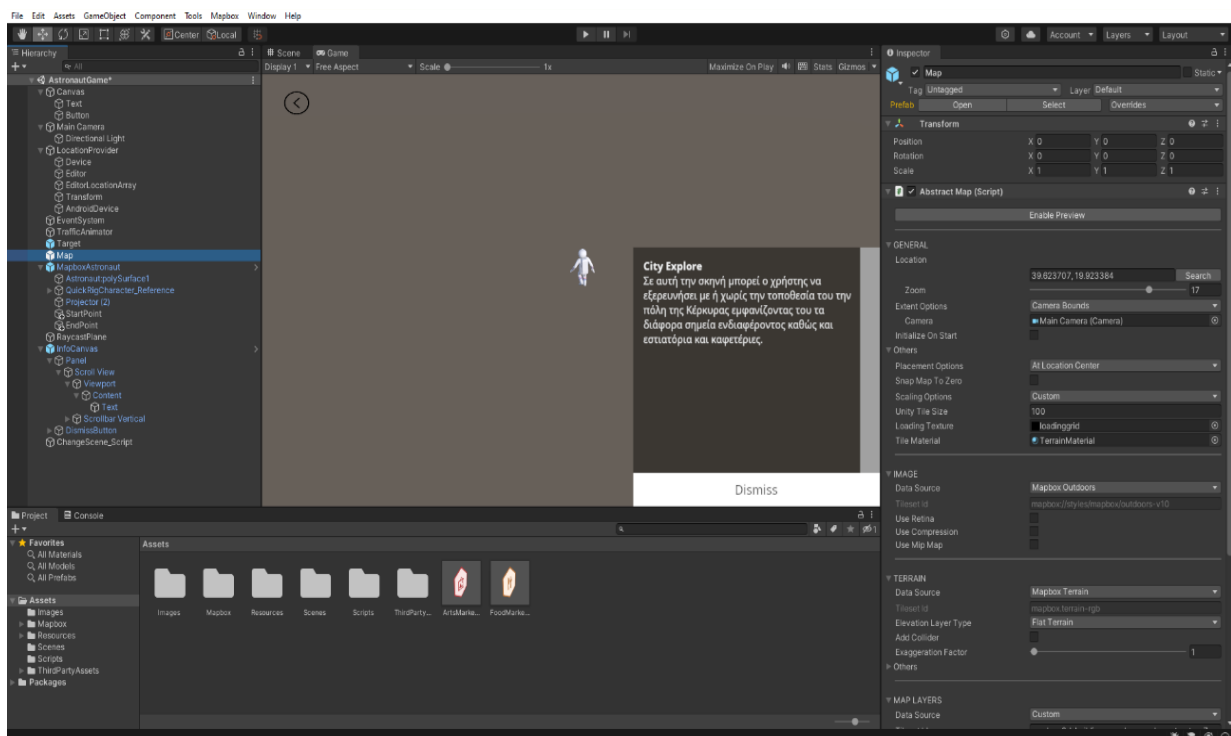 File Edit Assets GameObject Component Tools Mapbox Window Help
Center Local
Account Layers Layout
Hierarchy
Scene Game
Inspector
All
Display 1 Free Aspect Scale 1x Maximize On Play Stats Gizmos
AstronautGame*
Canvas
Text
Button
Main Camera
Directional Light
LocationProvider
Device
Editor
EditorLocationArray
Transform
AndroidDevice
EventSystem
TrafficAnimator
Target
Map
MapboxAstronaut
Astronaut:polySurface1
QuickRigCharacter_Reference
Projector (2)
StartPoint
EndPoint
RaycastPlane
InfoCanvas
Panel
Scroll View
Viewport
Content
Text
Scrollbar Vertical
DismissButton
ChangeScene_Script
City Explore
Σε αυτή την σκηνή μπορεί ο χρήστης να
εξερευνήσει με ή χωρίς την τοποθεσία του την
πόλη της Κέρκυρας εμφανίζοντας του τα
διάφορα σημεία ενδιαφέροντος καθώς και
εστιατόρια και καφετέριες.
Dismiss
Map Static
Tag Untagged Layer Default
Prefab Open Select Overrides
Transform
Position X 0 Y 0 Z 0
Rotation X 0 Y 0 Z 0
Scale X 1 Y 1 Z 1
Abstract Map (Script)
Enable Preview
GENERAL
Location
39.623707,19.923384 Search
Zoom 17
Extent Options Camera Bounds
Camera Main Camera (Camera)
Initialize On Start
Others
Placement Options At Location Center
Snap Map To Zero
Scaling Options Custom
Unity Tile Size 100
Loading Texture loadinggrid
Tile Material TerrainMaterial
IMAGE
Data Source Mapbox Outdoors
Tileset Id mapbox://styles/mapbox/outdoors-v10
Use Retina
Use Compression
Use Mip Map
TERRAIN
Data Source Mapbox Terrain
Tileset Id mapbox.terrain-rgb
Elevation Layer Type Flat Terrain
Add Collider
Exaggeration Factor 1
Others
MAP LAYERS
Data Source Custom
Project Console
Favorites
All Materials
All Models
All Prefabs
Assets
Images
Mapbox
Resources
Scenes
Scripts
ThirdPartyAssets
Packages
Assets
Images Mapbox Resources Scenes Scripts ThirdParty... ArtsMarke... FoodMarke...